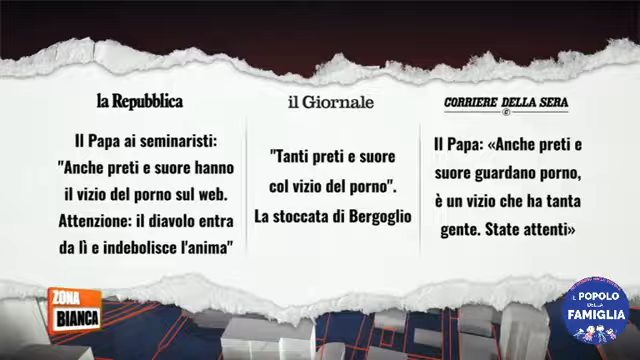 la Repubblica
Il Papa ai seminaristi:
"Anche preti e suore hanno
il vizio del porno sul web.
Attenzione: il diavolo entra
da lì e indebolisce l'anima"
il Giornale
"Tanti preti e suore
col vizio del porno".
La stoccata di Bergoglio
CORRIERE DELLA SERA
Il Papa: «Anche preti e
suore guardano porno,
è un vizio che ha tanta
gente. State attenti»
ZONA
BIANCA
IL POPOLO
DELLA
FAMIGLIA